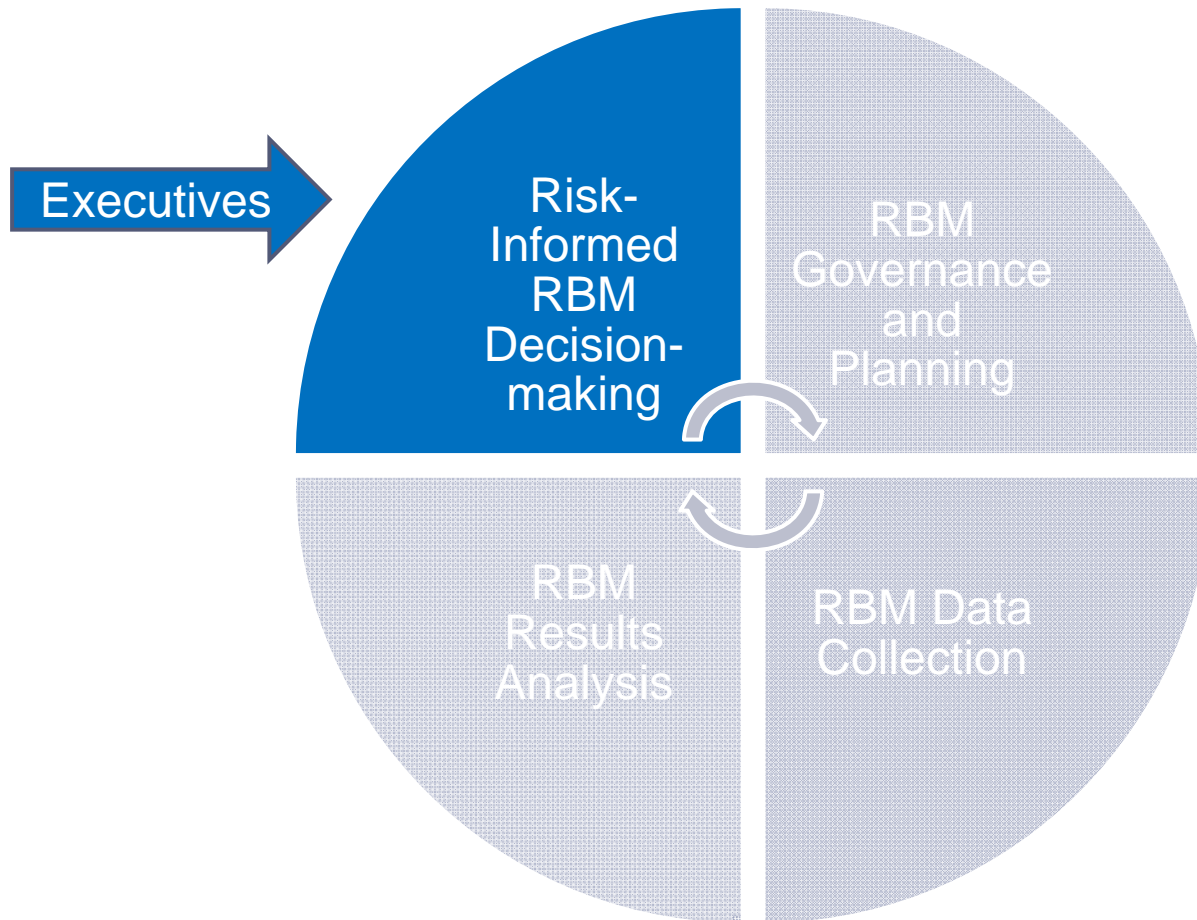 Executives
Risk-
Informed
RBM
Decision-
making
RBM
Governance
and
Planning
RBM
Results
Analysis
RBM Data
Collection